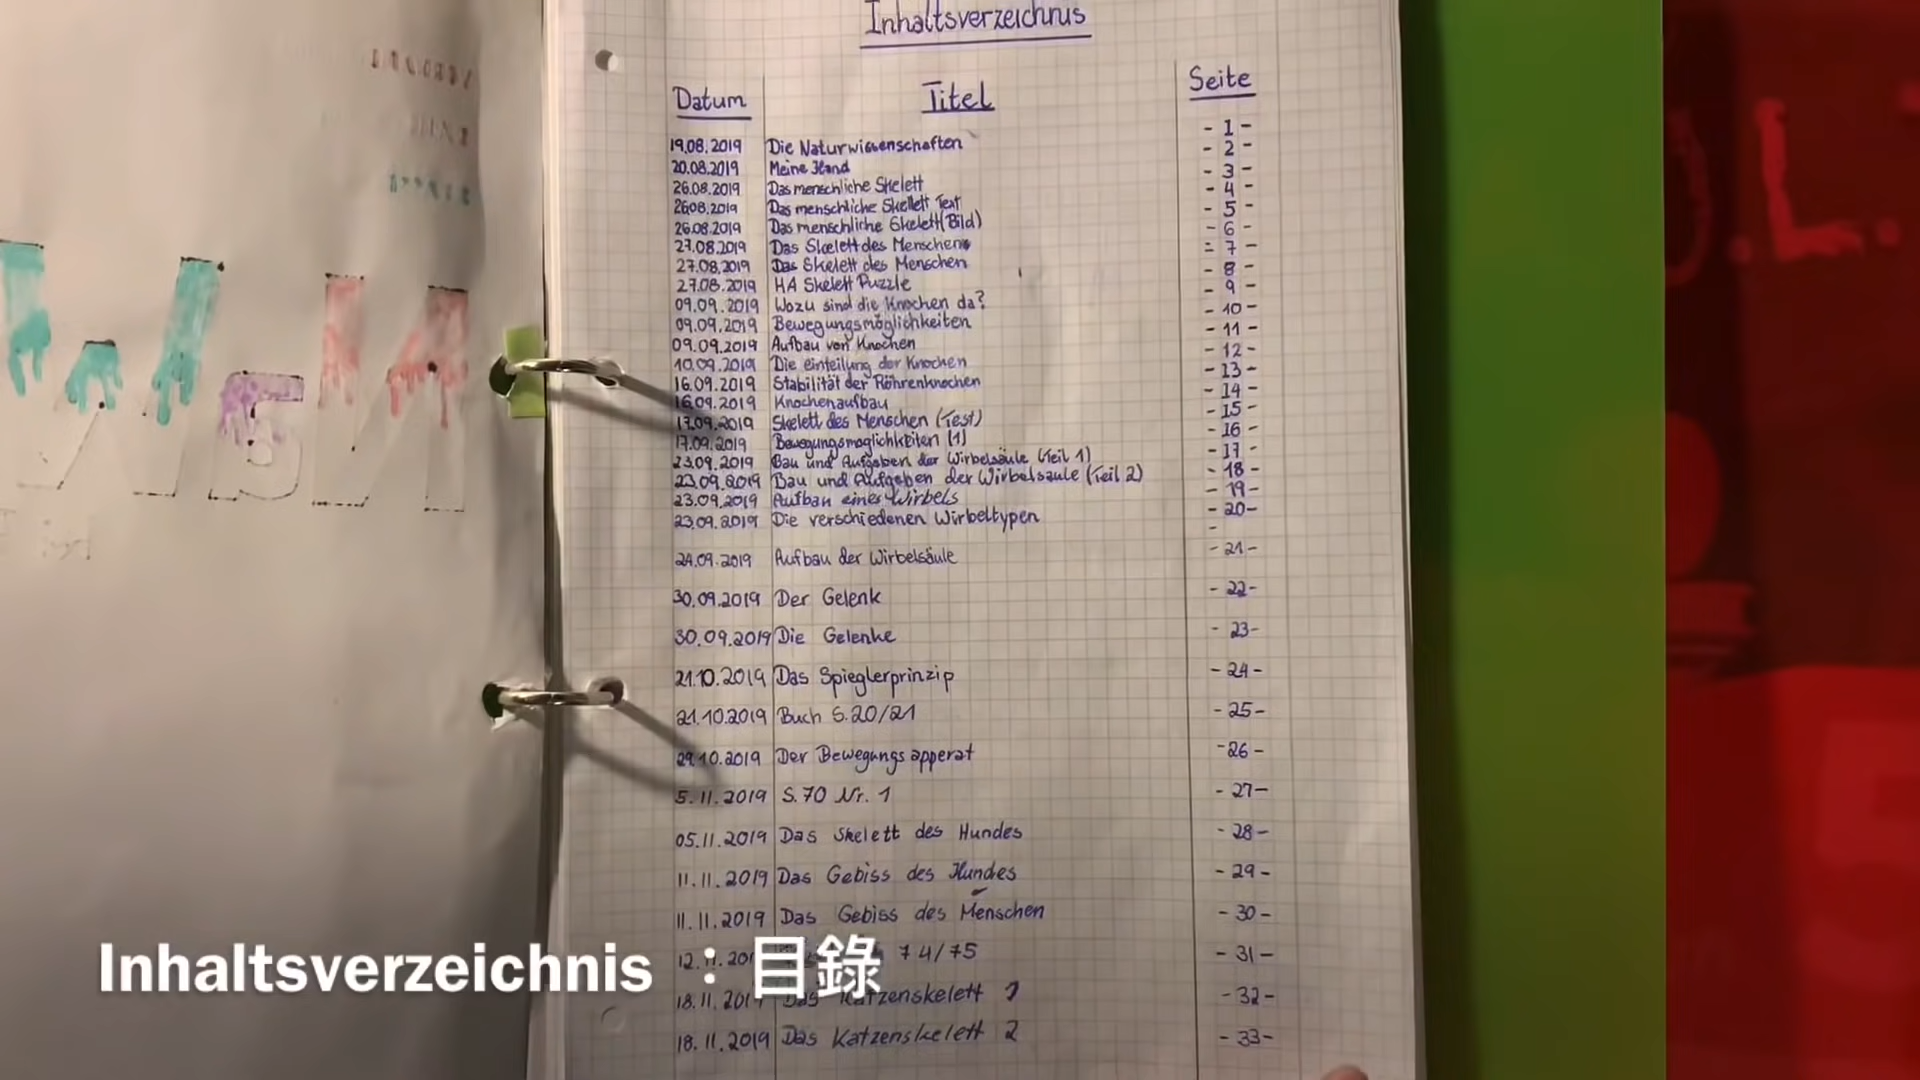 Inhaltsverzeichnis
Datum Titel Seite
19.08.2019 Die Naturwissenschaften - 1 -
20.08.2019 Meine Hand - 2 -
26.08.2019 Das menschliche Skelett - 3 -
26.08.2019 Das menschliche Skellett Text - 4 -
26.08.2019 Das menschliche Skelett (Bild) - 5 -
27.08.2019 Das Skelett des Menschen - 6 -
27.08.2019 Das Skelett des Menschen - 7 -
27.08.2019 HA Skelett Puzzle - 8 -
09.09.2019 Wozu sind die Knochen da? - 9 -
09.09.2019 Bewegungsmöglichkeiten - 10 -
09.09.2019 Aufbau von Knochen - 11 -
10.09.2019 Die einteilung der Knochen - 12 -
16.09.2019 Stabilität der Röhrenknochen - 13 -
16.09.2019 Knochenaufbau - 14 -
17.09.2019 Skelett des Menschen (Test) - 15 -
17.09.2019 Bewegungsmöglichkeiten (1) - 16 -
23.09.2019 Bau und Aufgaben der Wirbelsäule (Teil 1) - 17 -
23.09.2019 Bau und Aufgaben der Wirbelsäule (Teil 2) - 18 -
23.09.2019 Aufbau eines Wirbels - 19 -
23.09.2019 Die verschiedenen Wirbeltypen - 20 -
24.09.2019 Aufbau der Wirbelsäule - 21 -
30.09.2019 Der Gelenk - 22 -
30.09.2019 Die Gelenke - 23 -
21.10.2019 Das Spieglerprinzip - 24 -
21.10.2019 Buch S.20/21 - 25 -
29.10.2019 Der Bewegungsapperat - 26 -
5.11.2019 S.70 Nr. 1 - 27 -
05.11.2019 Das Skelett des Hundes - 28 -
11.11.2019 Das Gebiss des Hundes - 29 -
11.11.2019 Das Gebiss des Menschen - 30 -
12.11.201 74/75 - 31 -
18.11.2019 Das Katzenskelett 1 - 32 -
18.11.2019 Das Katzenskelett 2 - 33 -
Inhaltsverzeichnis ：目錄